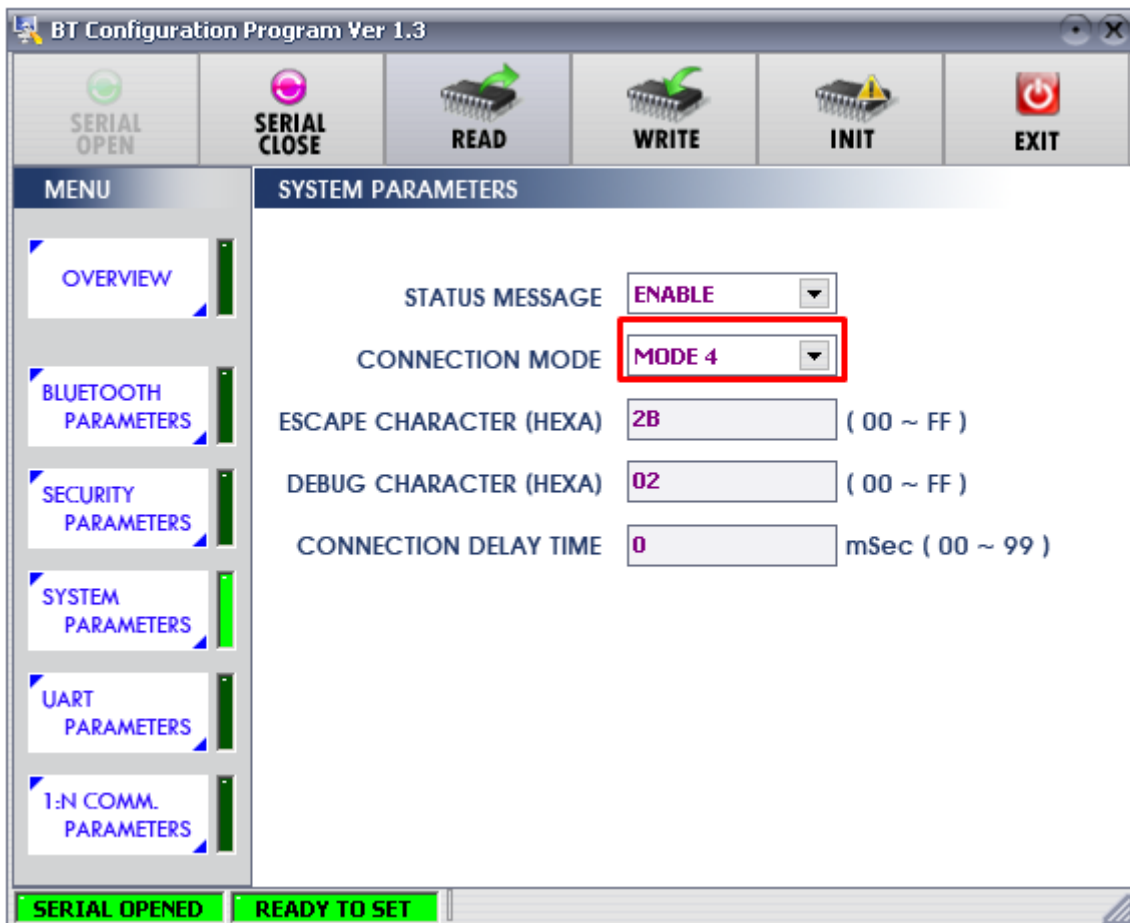 BT Configuration Program Ver 1.3
SERIAL OPEN
SERIAL CLOSE
READ
WRITE
INIT
EXIT
MENU
SYSTEM PARAMETERS
OVERVIEW
BLUETOOTH
PARAMETERS
SECURITY
PARAMETERS
SYSTEM
PARAMETERS
UART
PARAMETERS
1:N COMM.
PARAMETERS
STATUS MESSAGE ENABLE
CONNECTION MODE MODE 4
ESCAPE CHARACTER (HEXA) 2B ( 00 ~ FF )
DEBUG CHARACTER (HEXA) 02 ( 00 ~ FF )
CONNECTION DELAY TIME 0 mSec ( 00 ~ 99 )
SERIAL OPENED READY TO SET